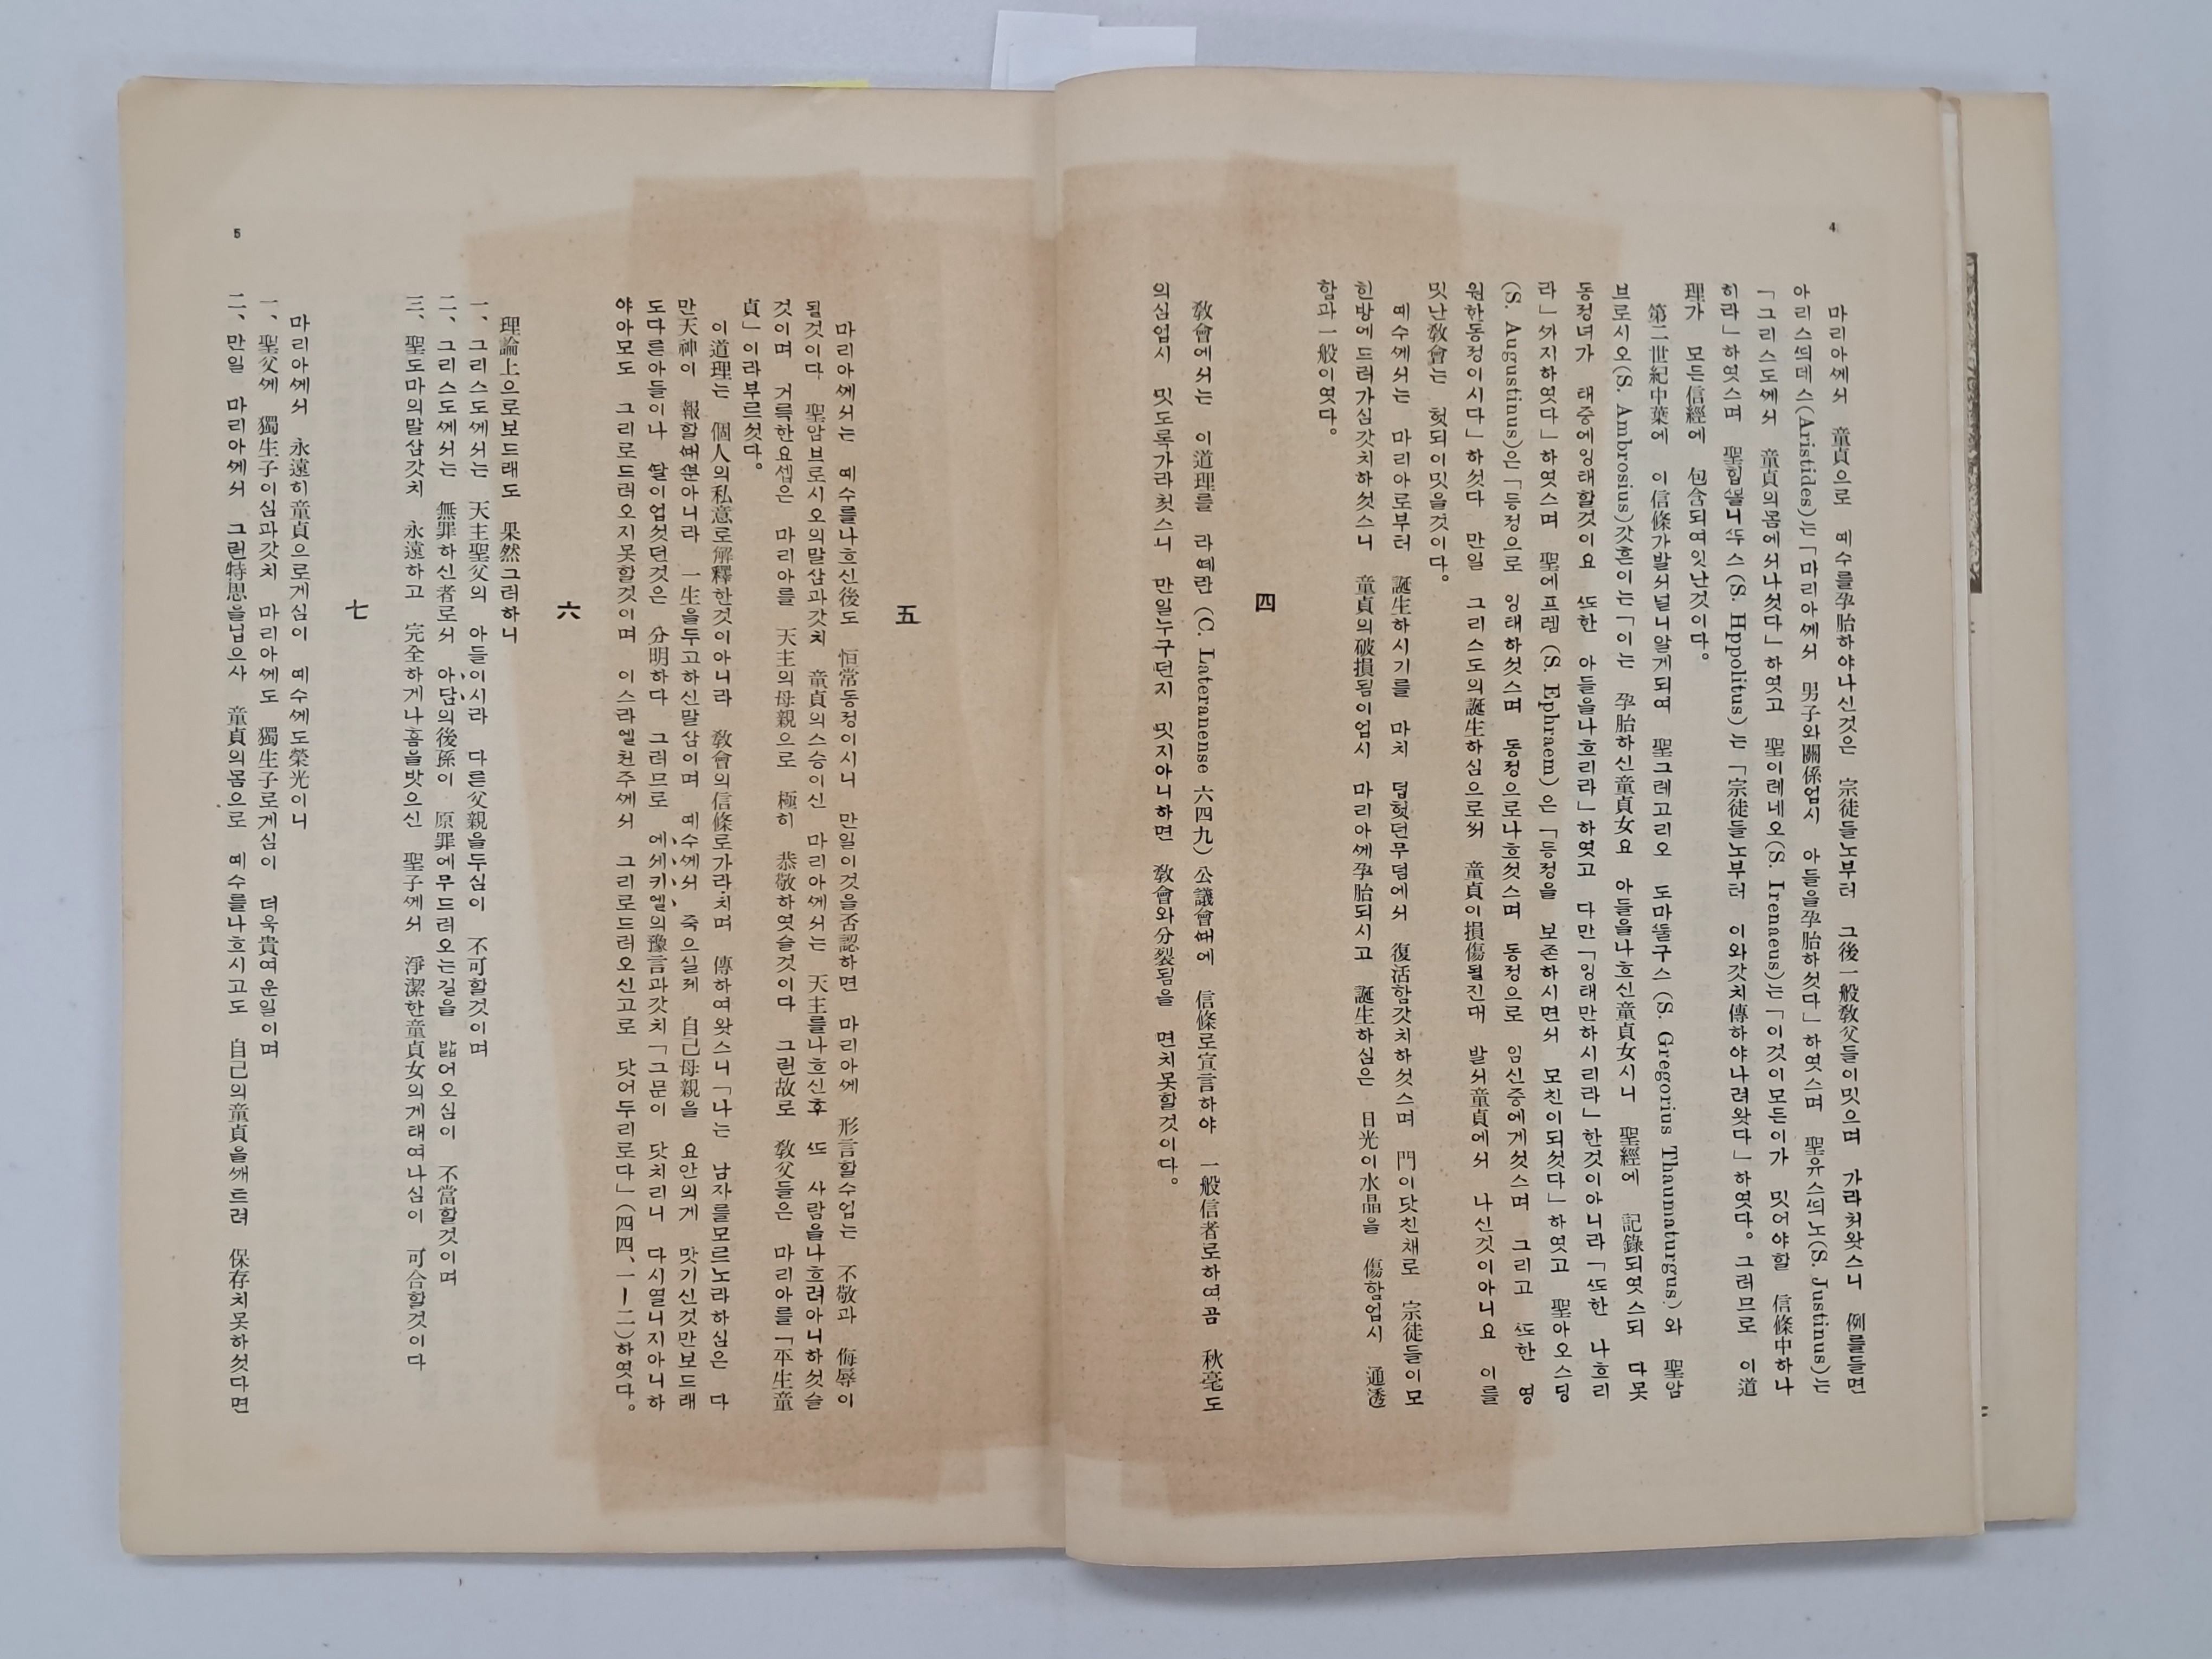 4
마리아께서 童貞으로 예수를孕胎하야나신것은 宗徒들노부터 그後一般敎父들이밋으며 가라처왓스니 例를들면
아리스띄데스(Aristides)는「마리아께서 男子와關係업시 아들을孕胎하섯다」하엿스며 聖유스띄노(S. Justinus)는
「그리스도께서 童貞의몸에서나섯다」하엿고 聖이레네오(S. Irenaeus)는「이것이모든이가 밋어야할 信條中하나
히라」하엿스며 聖힙뽈니뚜스(S. Hppolitus)는「宗徒들노부터 이와갓치傳하야나려왓다」하엿다。그러므로 이道
理가 모든信經에 包含되여잇난것이다。
第二世紀中葉에 이信條가발서널니알게되여 聖그레고리오 도마뚤구스(S. Gregorius Thaumaturgus)와 聖암
브로시오(S. Ambrosius)갓흔이는「이는 孕胎하신童貞女요 아들을나흐신童貞女시니 聖經에 記錄되엿스되 다못
동정녀가 태중에잉태할것이요 또한 아들을나흐리라」하엿고 다만「잉태만하시리라」한것이아니라「또한 나흐리
라」까지하엿다」하엿스며 聖에프렘(S. Ephraem)은「동정을 보존하시면서 모친이되섯다」하엿고 聖아오스딩
(S. Augustinus)은「동정으로 잉태하섯스며 동정으로나흐섯스며 동정으로 임신중에게섯스며 그리고 또한 영
원한동정이시다」하섯다 만일 그리스도의誕生하심으로써 童貞이損傷될진대 발서童貞에서 나신것이아니요 이를
밋난敎會는 헛되이밋을것이다。
예수께서는 마리아로부터 誕生하시기를 마치 덥헛던무덤에서 復活함갓치하섯스며 門이닷친채로 宗徒들이모
힌방에드러가심갓치하섯스니 童貞의破損됨이업시 마리아께孕胎되시고 誕生하심은 日光이水晶을 傷함업시 通透
함과一般이엿다。
四
敎會에서는 이道理를 라떼란(C. Lateranense 六四九)公議會때에 信條로宣言하야 一般信者로하여곰 秋毫도
의심업시 밋도록가라첫스니 만일누구던지 밋지아니하면 敎會와分裂됨을 면치못할것이다。
五
마리아께서는 예수를나흐신後도 恒常동정이시니 만일이것을否認하면 마리아께 形言할수업는 不敬과 侮辱이
될것이다 聖암브로시오의말삼과갓치 童貞의스승이신 마리아께서는 天主를나흐신후 또 사람을나흐려아니하섯슬
것이며 거륵한요셉은 마리아를 天主의母親으로 極히 恭敬하엿슬것이다 그런故로 敎父들은 마리아를「平生童
貞」이라부르섯다。
이道理는 個人의私意로解釋한것이아니라 敎會의信條로가라치며 傳하여왓스니「나는 남자를모르노라하심은 다
만天神이 報할때뿐아니라 一生을두고하신말삼이며 예수께서 죽으실께 自己母親을 요안의게 맛기신것만보드래
도다른아들이나 딸이업섯던것은 分明하다 그러므로 에쎄키엘의豫言과갓치「그문이 닷치리니 다시열니지아니하
야아모도 그리로드러오지못할것이며 이스라엘천주께서 그리로드러오신고로 닷어두리로다」(四四、一ー二)하엿다。
六
理論上으로보드래도 果然그러하니
一、그리스도께서는 天主聖父의 아들이시라 다른父親을두심이 不可할것이며
二、그리스도께서는 無罪하신者로서 아담의後孫이 原罪에무드러오는길을 밟어오심이 不當할것이며
三、聖도마의말삼갓치 永遠하고 完全하게나흠을밧으신 聖子께서 淨潔한童貞女의게태여나심이 可合할것이다
七
마리아께서 永遠히童貞으로게심이 예수께도榮光이니
一、聖父께 獨生子이심과갓치 마리아께도 獨生子로게심이 더욱貴여운일이며
二、만일 마리아께서 그런特恩을닙으사 童貞의몸으로 예수를나흐시고도 自己의童貞을깨트려 保存치못하섯다면
5